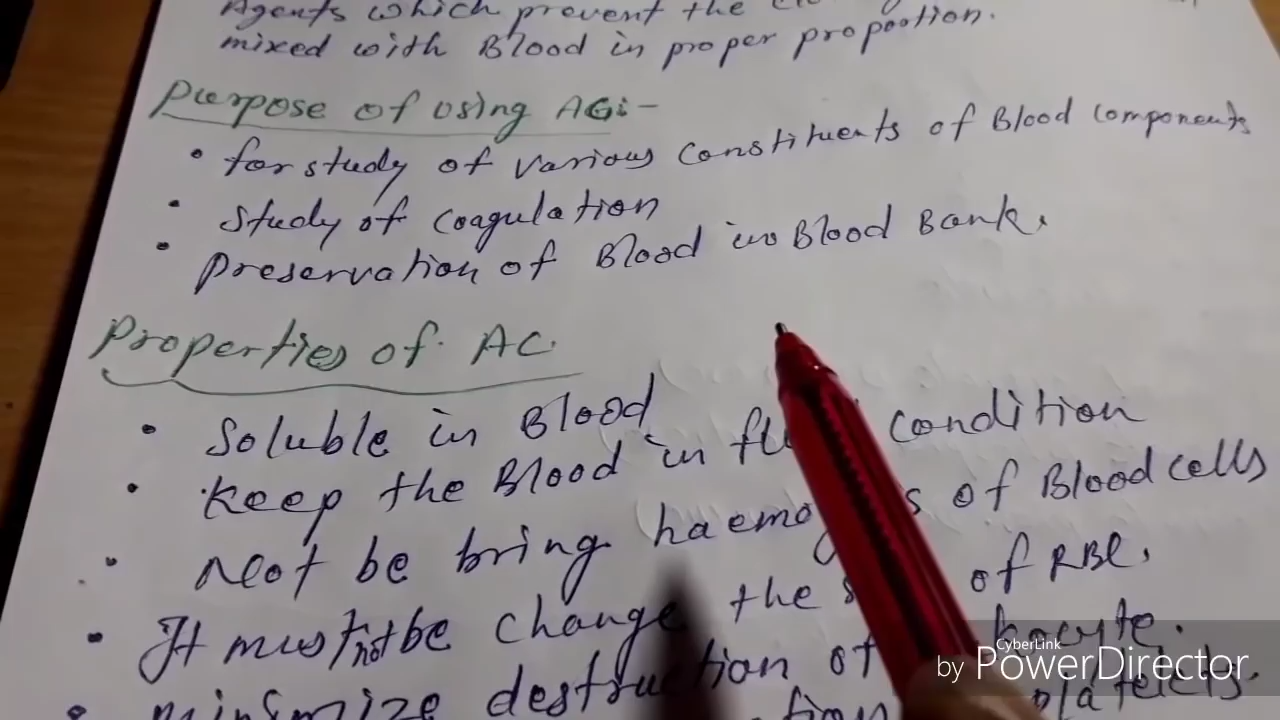 Agents which prevent the
mixed with Blood in proper propootion.
Purpose of using AC:-
• for study of various constituents of Blood components
• Study of coagulation
• preservation of Blood in Blood Bank.
Properties of AC.
• Soluble in Blood
• Keep the Blood in condition
• Not be bring of Blood cells
• It must not be change the of RBC.
• minimize destruction of
platelets.
CyberLink
by PowerDirector